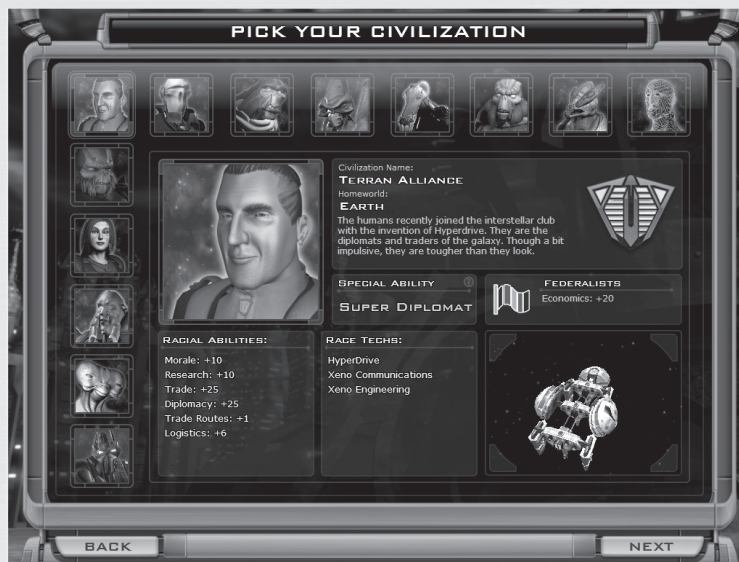 PICK YOUR CIVILIZATION
Civilization Name:
TERRAN ALLIANCE
Homeworld:
EARTH
The humans recently joined the interstellar club
with the invention of Hyperdrive. They are the
diplomats and traders of the galaxy. Though a bit
impulsive, they are tougher than they look.
SPECIAL ABILITY
SUPER DIPLOMAT
FEDERALISTS
Economics: +20
RACIAL ABILITIES:
Morale: +10
Research: +10
Trade: +25
Diplomacy: +25
Trade Routes: +1
Logistics: +6
RACE TECHS:
HyperDrive
Xeno Communications
Xeno Engineering
BACK
NEXT